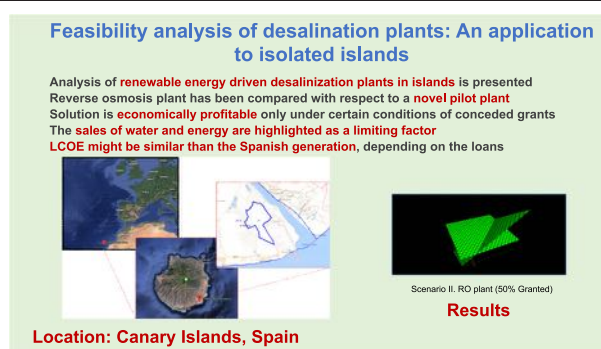 Feasibility analysis of desalination plants: An application
to isolated islands
Analysis of renewable energy driven desalinization plants in islands is presented
Reverse osmosis plant has been compared with respect to a novel pilot plant
Solution is economically profitable only under certain conditions of conceded grants
The sales of water and energy are highlighted as a limiting factor
LCOE might be similar than the Spanish generation, depending on the loans
Scenario II. RO plant (50% Granted)
Results
Location: Canary Islands, Spain